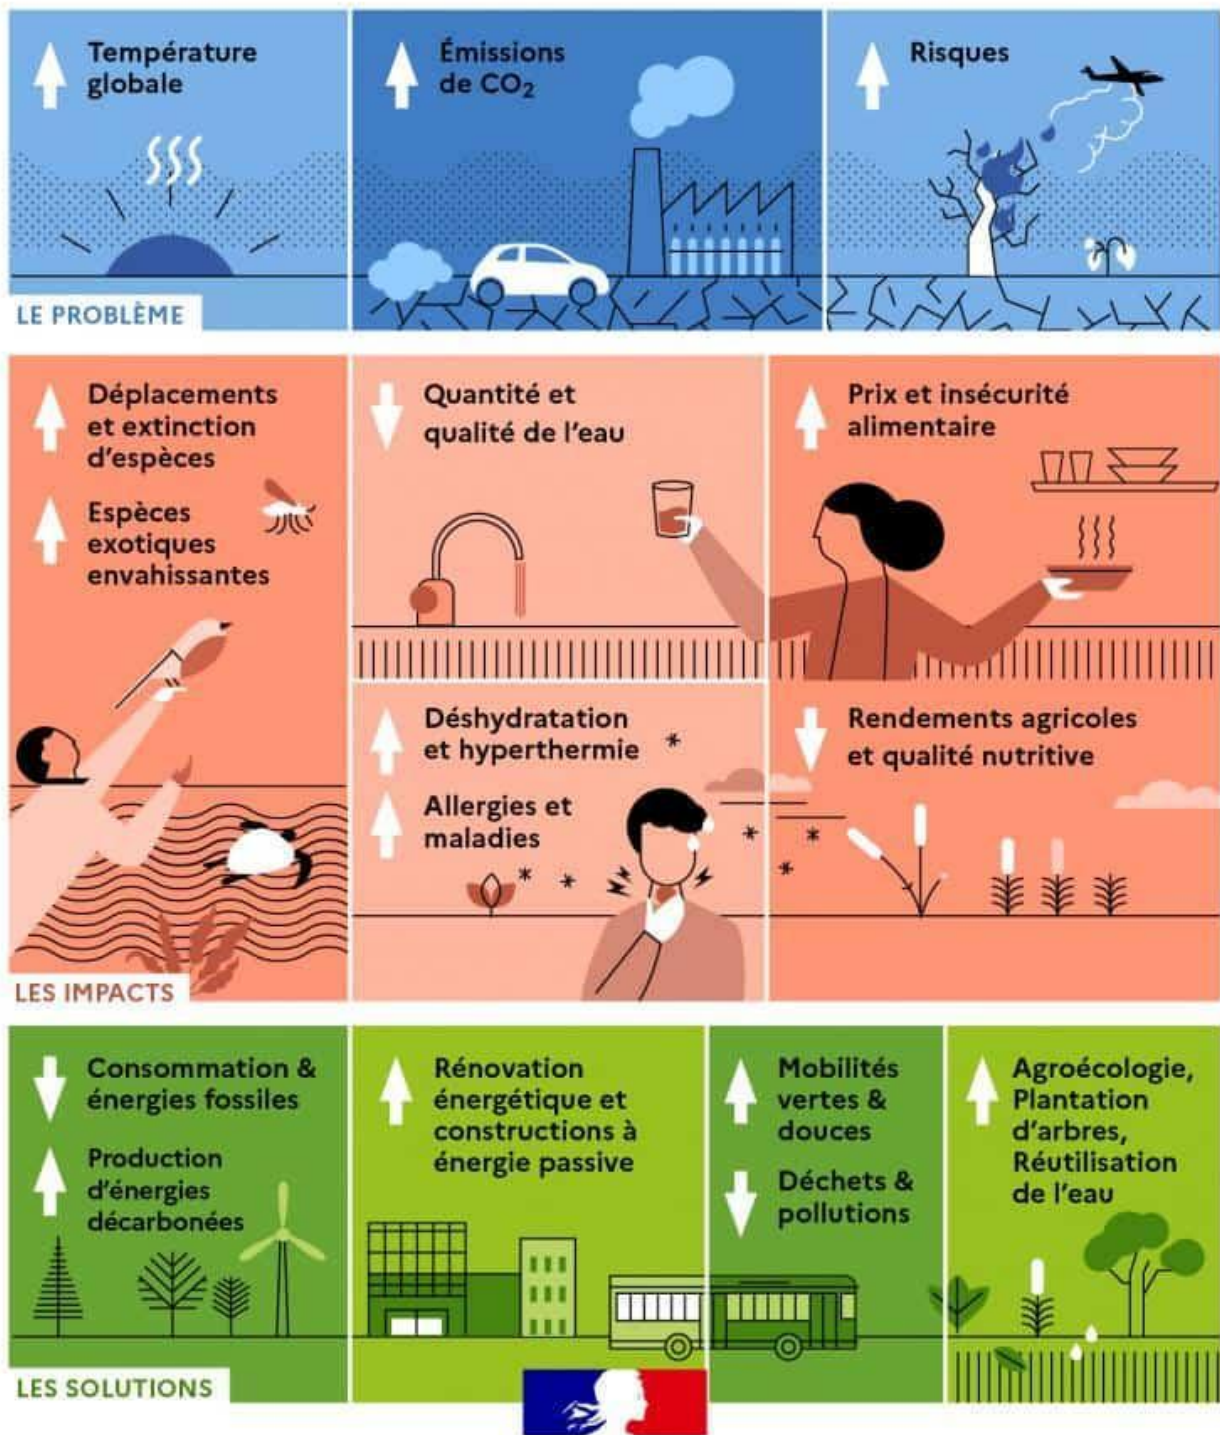 Température
globale
Émissions
de CO₂
Risques
LE PROBLÈME
Déplacements
et extinction
d'espèces
Espèces
exotiques
envahissantes
Quantité et
qualité de l'eau
Prix et insécurité
alimentaire
Déshydratation
et hyperthermie
Allergies et
maladies
Rendements agricoles
et qualité nutritive
LES IMPACTS
Consommation &
énergies fossiles
Production
d'énergies
décarbonées
Rénovation
énergétique et
constructions à
énergie passive
Mobilités
vertes &
douces
Déchets &
pollutions
Agroécologie,
Plantation
d'arbres,
Réutilisation
de l'eau
LES SOLUTIONS